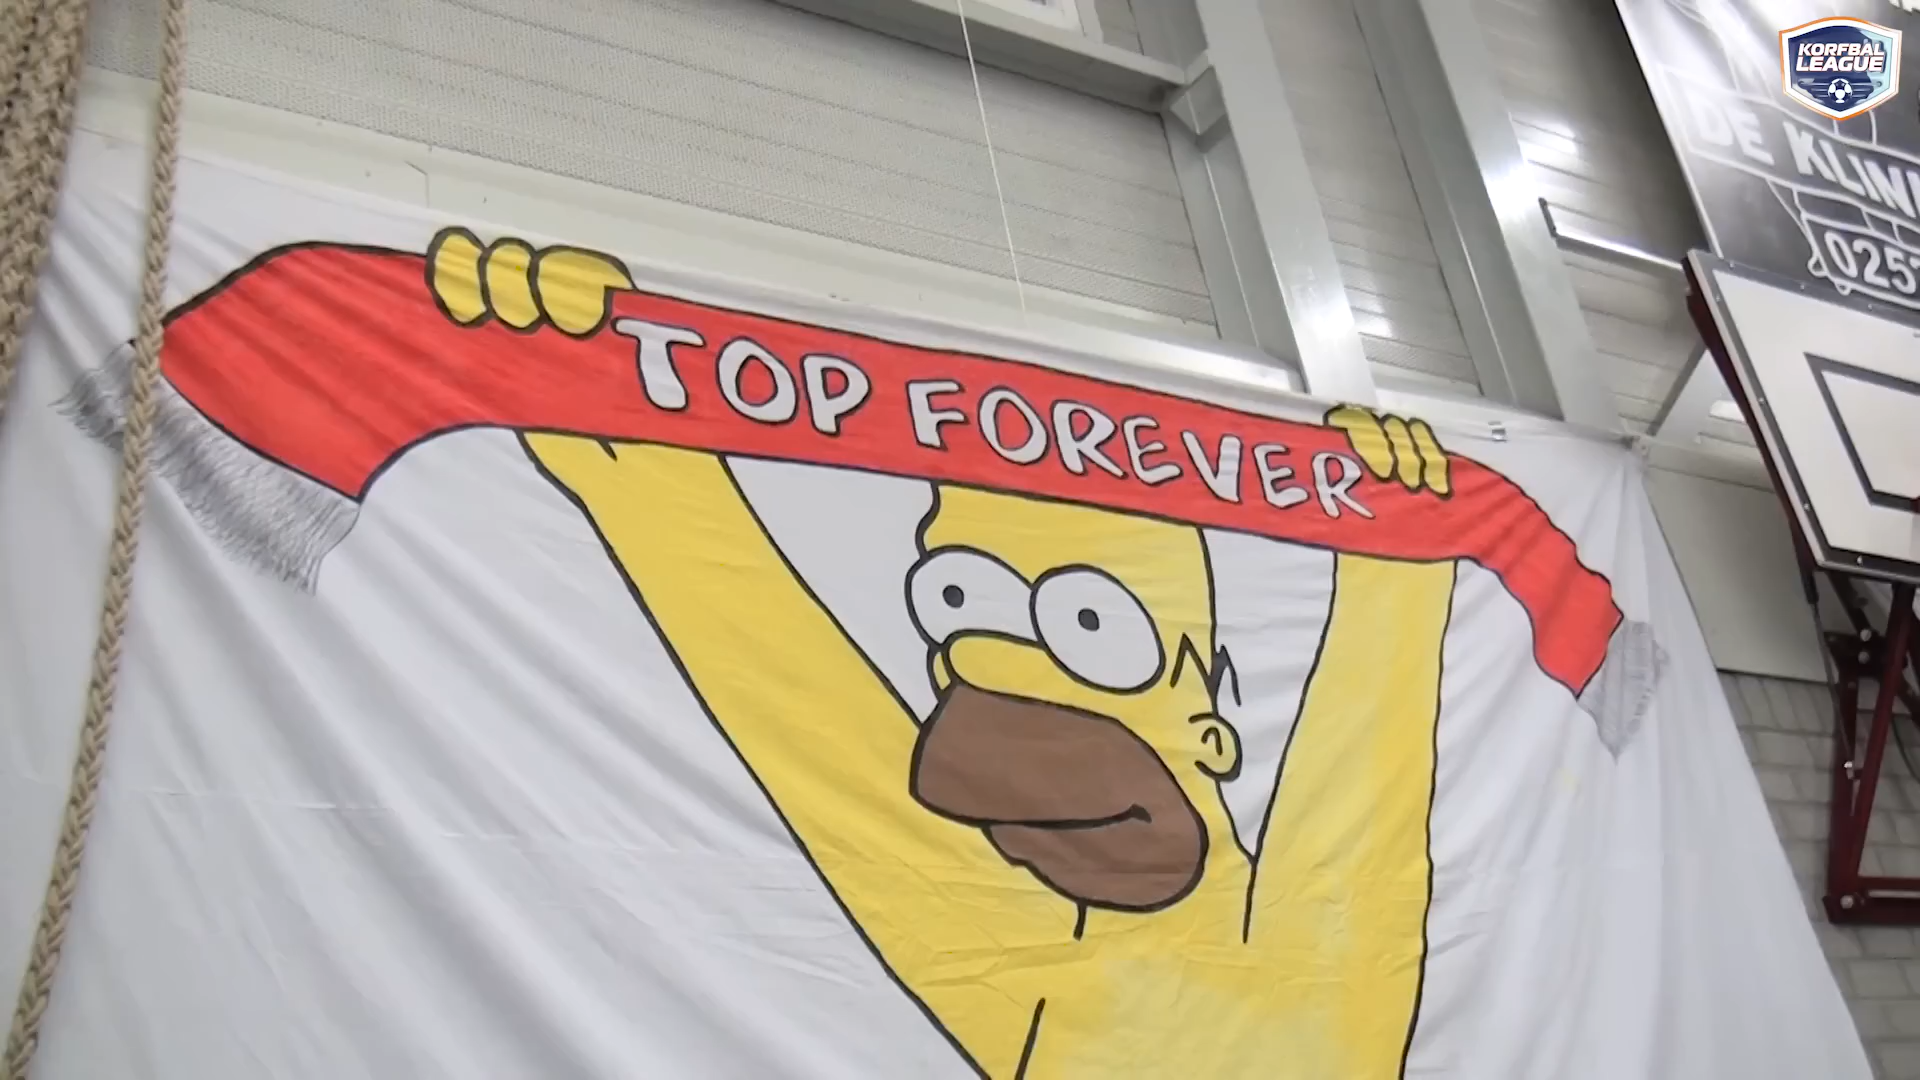 KORFBAL
LEAGUE
DE KLIN
025
TOP FOREVER